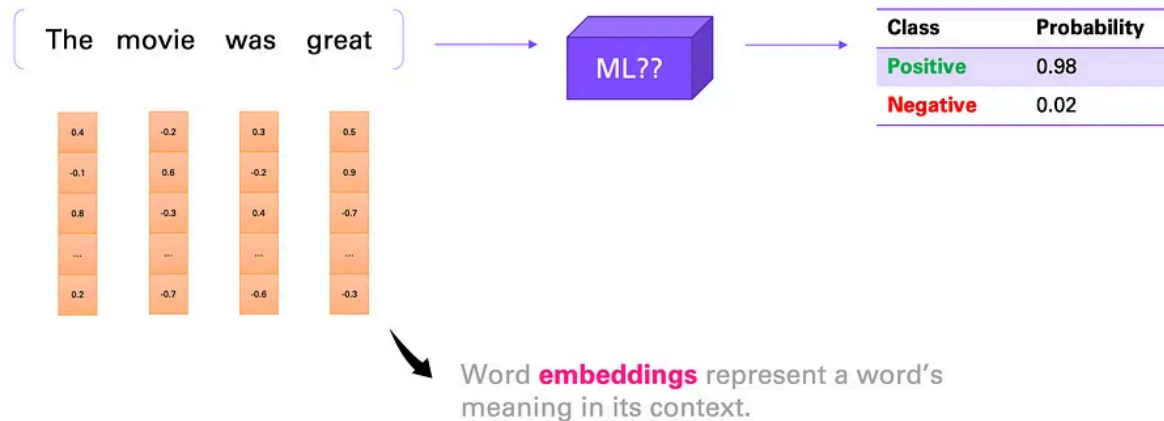 The movie was great
ML??
Class Probability
Positive 0.98
Negative 0.02
0.4 -0.2 0.3 0.5
-0.1 0.6 -0.2 0.9
0.8 -0.3 0.4 -0.7
... ... ... ...
0.2 -0.7 -0.6 -0.3
Word embeddings represent a word's
meaning in its context.